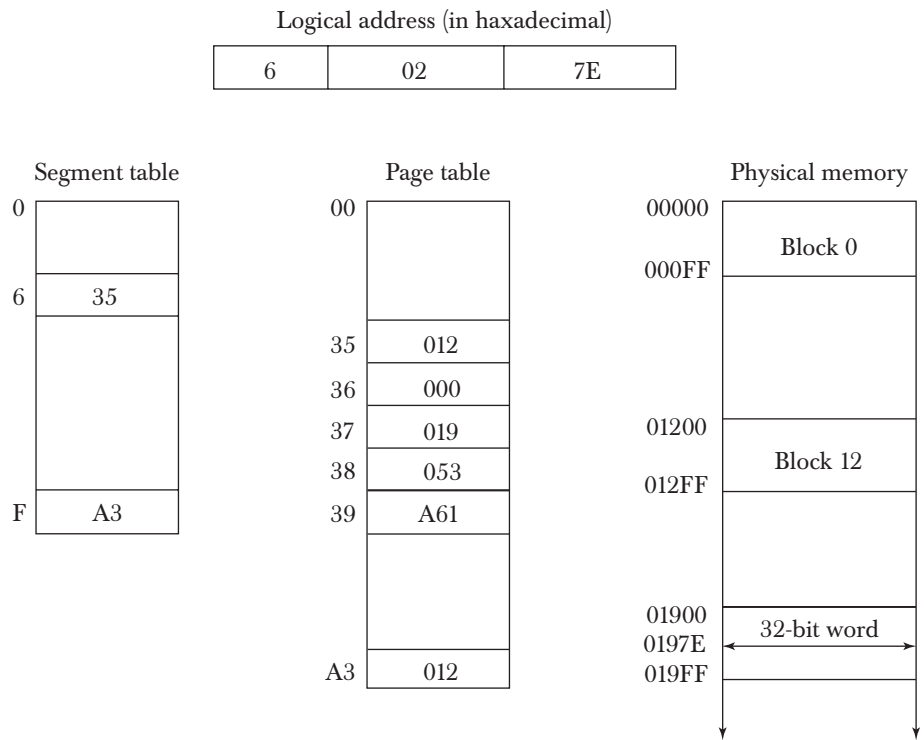 Logical address (in haxadecimal)
6 02 7E
Segment table
0
6 35
F A3
Page table
00
35 012
36 000
37 019
38 053
39 A61
A3 012
Physical memory
00000
Block 0
000FF
01200
Block 12
012FF
01900
32-bit word
0197E
019FF